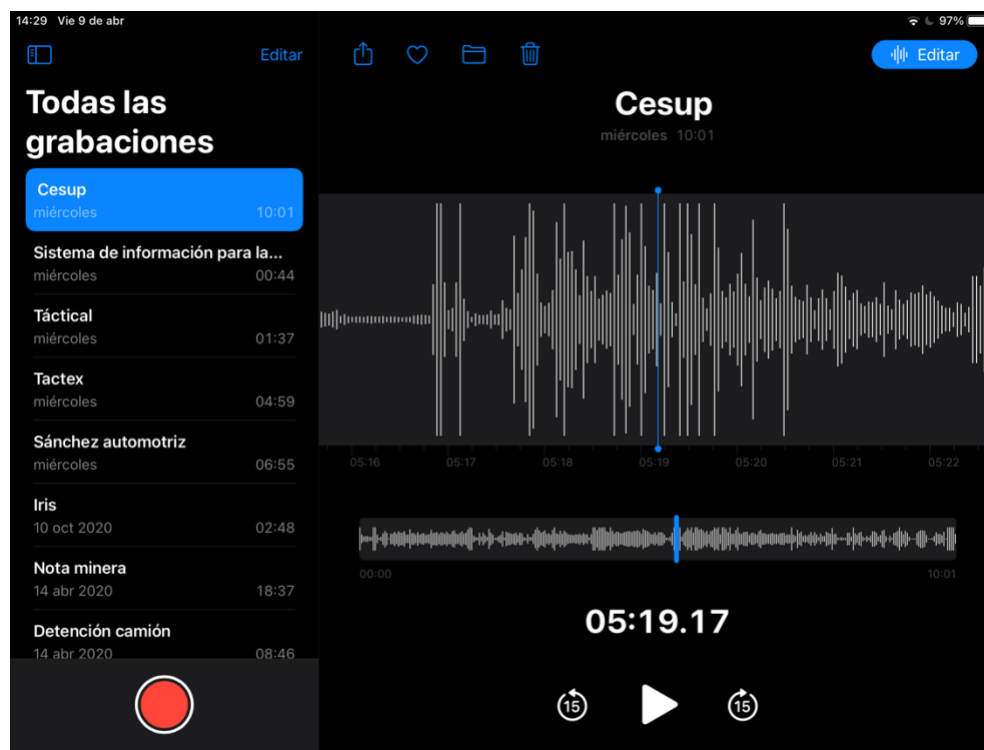 14:29 Vie 9 de abr
97%
Editar
Editar
Todas las
grabaciones
Cesup
miércoles 10:01
Sistema de información para la...
miércoles 00:44
Táctical
miércoles 01:37
Tactex
miércoles 04:59
Sánchez automotriz
miércoles 06:55
Iris
10 oct 2020 02:48
Nota minera
14 abr 2020 18:37
Detención camión
14 abr 2020 08:46
Cesup
miércoles 10:01
05:16 05:17 05:18 05:19 05:20 05:21 05:22
00:00 10:01
05:19.17
15 15